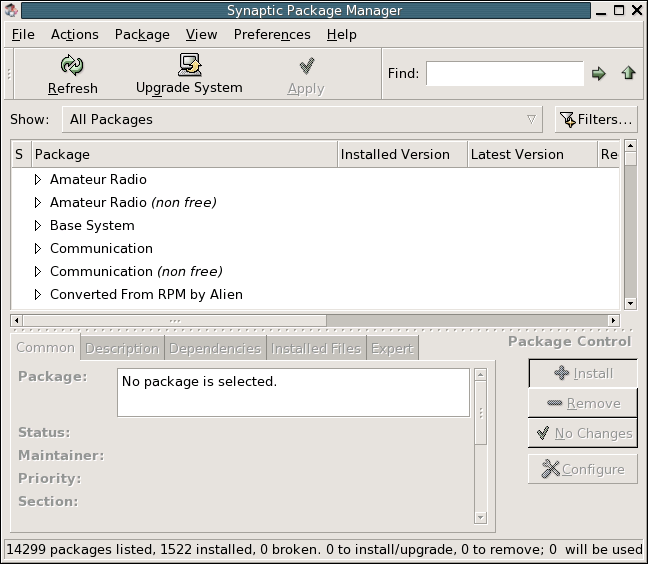 Synaptic Package Manager
File Actions Package View Preferences Help
Refresh Upgrade System Apply Find:
Show: All Packages Filters...
S Package Installed Version Latest Version Re
Amateur Radio
Amateur Radio (non free)
Base System
Communication
Communication (non free)
Converted From RPM by Alien
Common Description Dependencies Installed Files Expert
Package Control
Package: No package is selected.
Install
Remove
Status:
No Changes
Maintainer:
Configure
Priority:
Section:
14299 packages listed, 1522 installed, 0 broken. 0 to install/upgrade, 0 to remove; 0 will be used